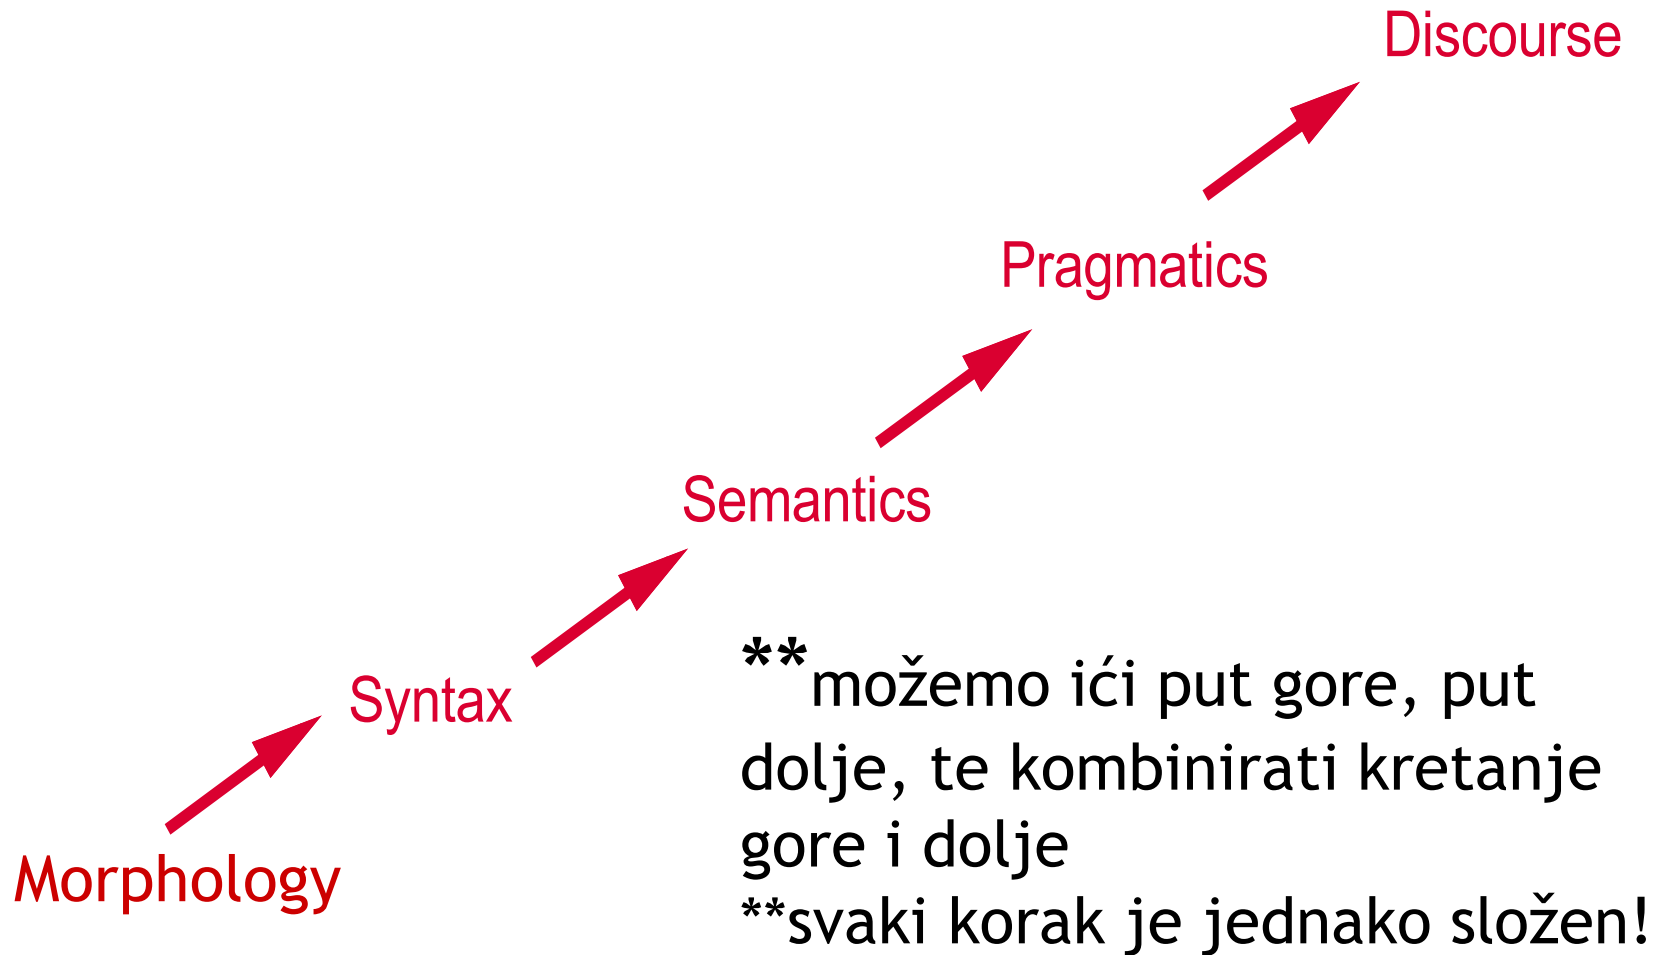 Discourse
Pragmatics
Semantics
Syntax
Morphology
**možemo ići put gore, put
dolje, te kombinirati kretanje
gore i dolje
**svaki korak je jednako složen!